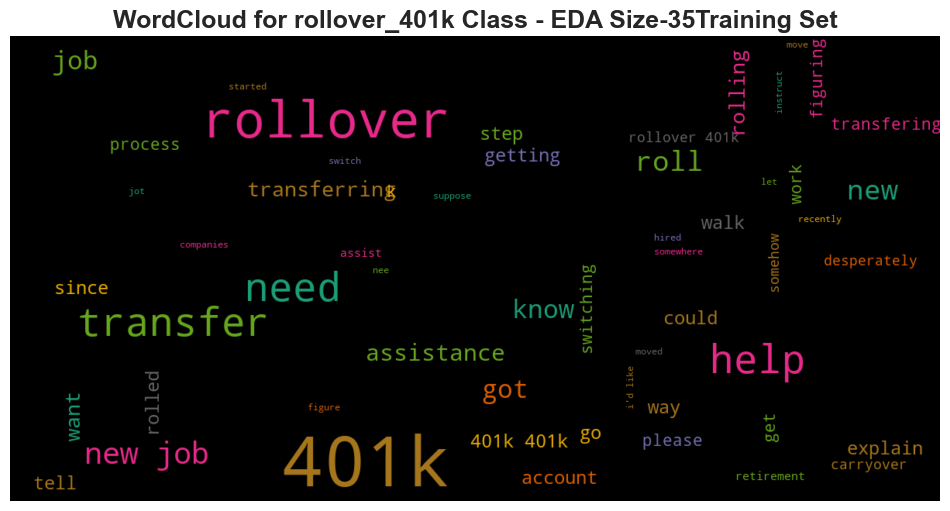 WordCloud for rollover_401k Class - EDA Size-35Training Set
job
started
rollover
process
switch
transferring
k
jot
suppose
step
getting
rolling
move
instruct
figuring
transfering
rollover 401k
roll
let
work
new
recently
walk
hired
somewhere
somehow
desperately
companies
assist
nee
since
need
transfer
know
switching
could
assistance
moved
help
got
i'd like
way
figure
want
rolled
new job
401k
401k 401k
go
please
get
explain
carryover
account
retirement
tell